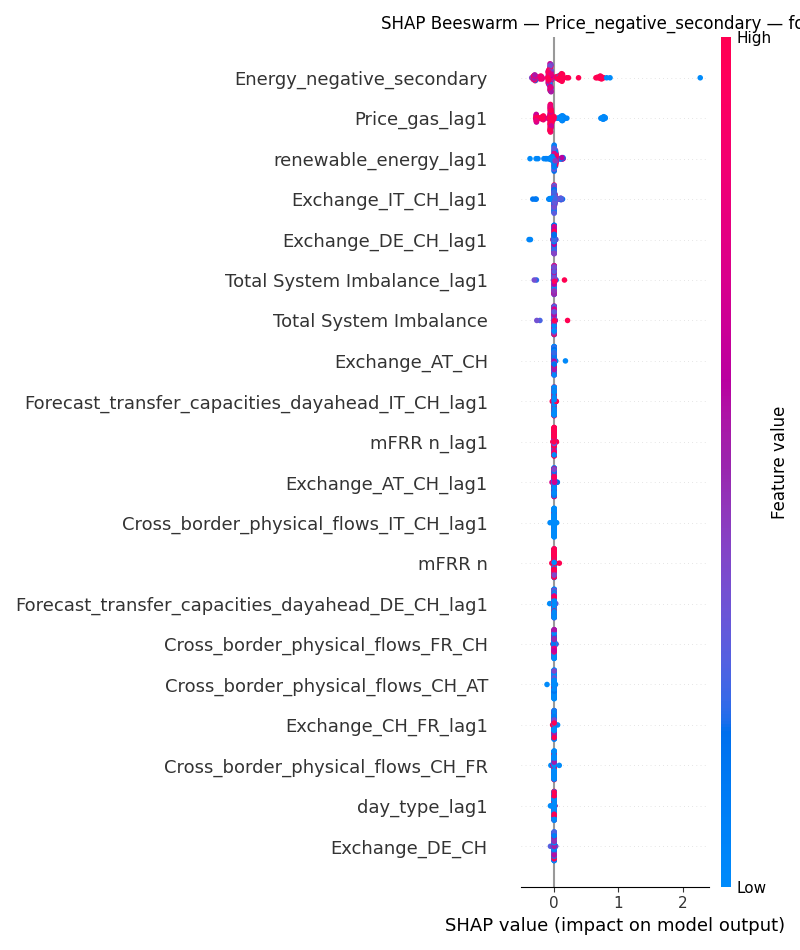 SHAP Beeswarm — Price_negative_secondary — fo
High
Energy_negative_secondary
Price_gas_lag1
renewable_energy_lag1
Exchange_IT_CH_lag1
Exchange_DE_CH_lag1
Total System Imbalance_lag1
Total System Imbalance
Exchange_AT_CH
Forecast_transfer_capacities_dayahead_IT_CH_lag1
mFRR n_lag1
Exchange_AT_CH_lag1
Cross_border_physical_flows_IT_CH_lag1
mFRR n
Forecast_transfer_capacities_dayahead_DE_CH_lag1
Cross_border_physical_flows_FR_CH
Cross_border_physical_flows_CH_AT
Exchange_CH_FR_lag1
Cross_border_physical_flows_CH_FR
day_type_lag1
Exchange_DE_CH
Feature value
Low
0 1 2
SHAP value (impact on model output)